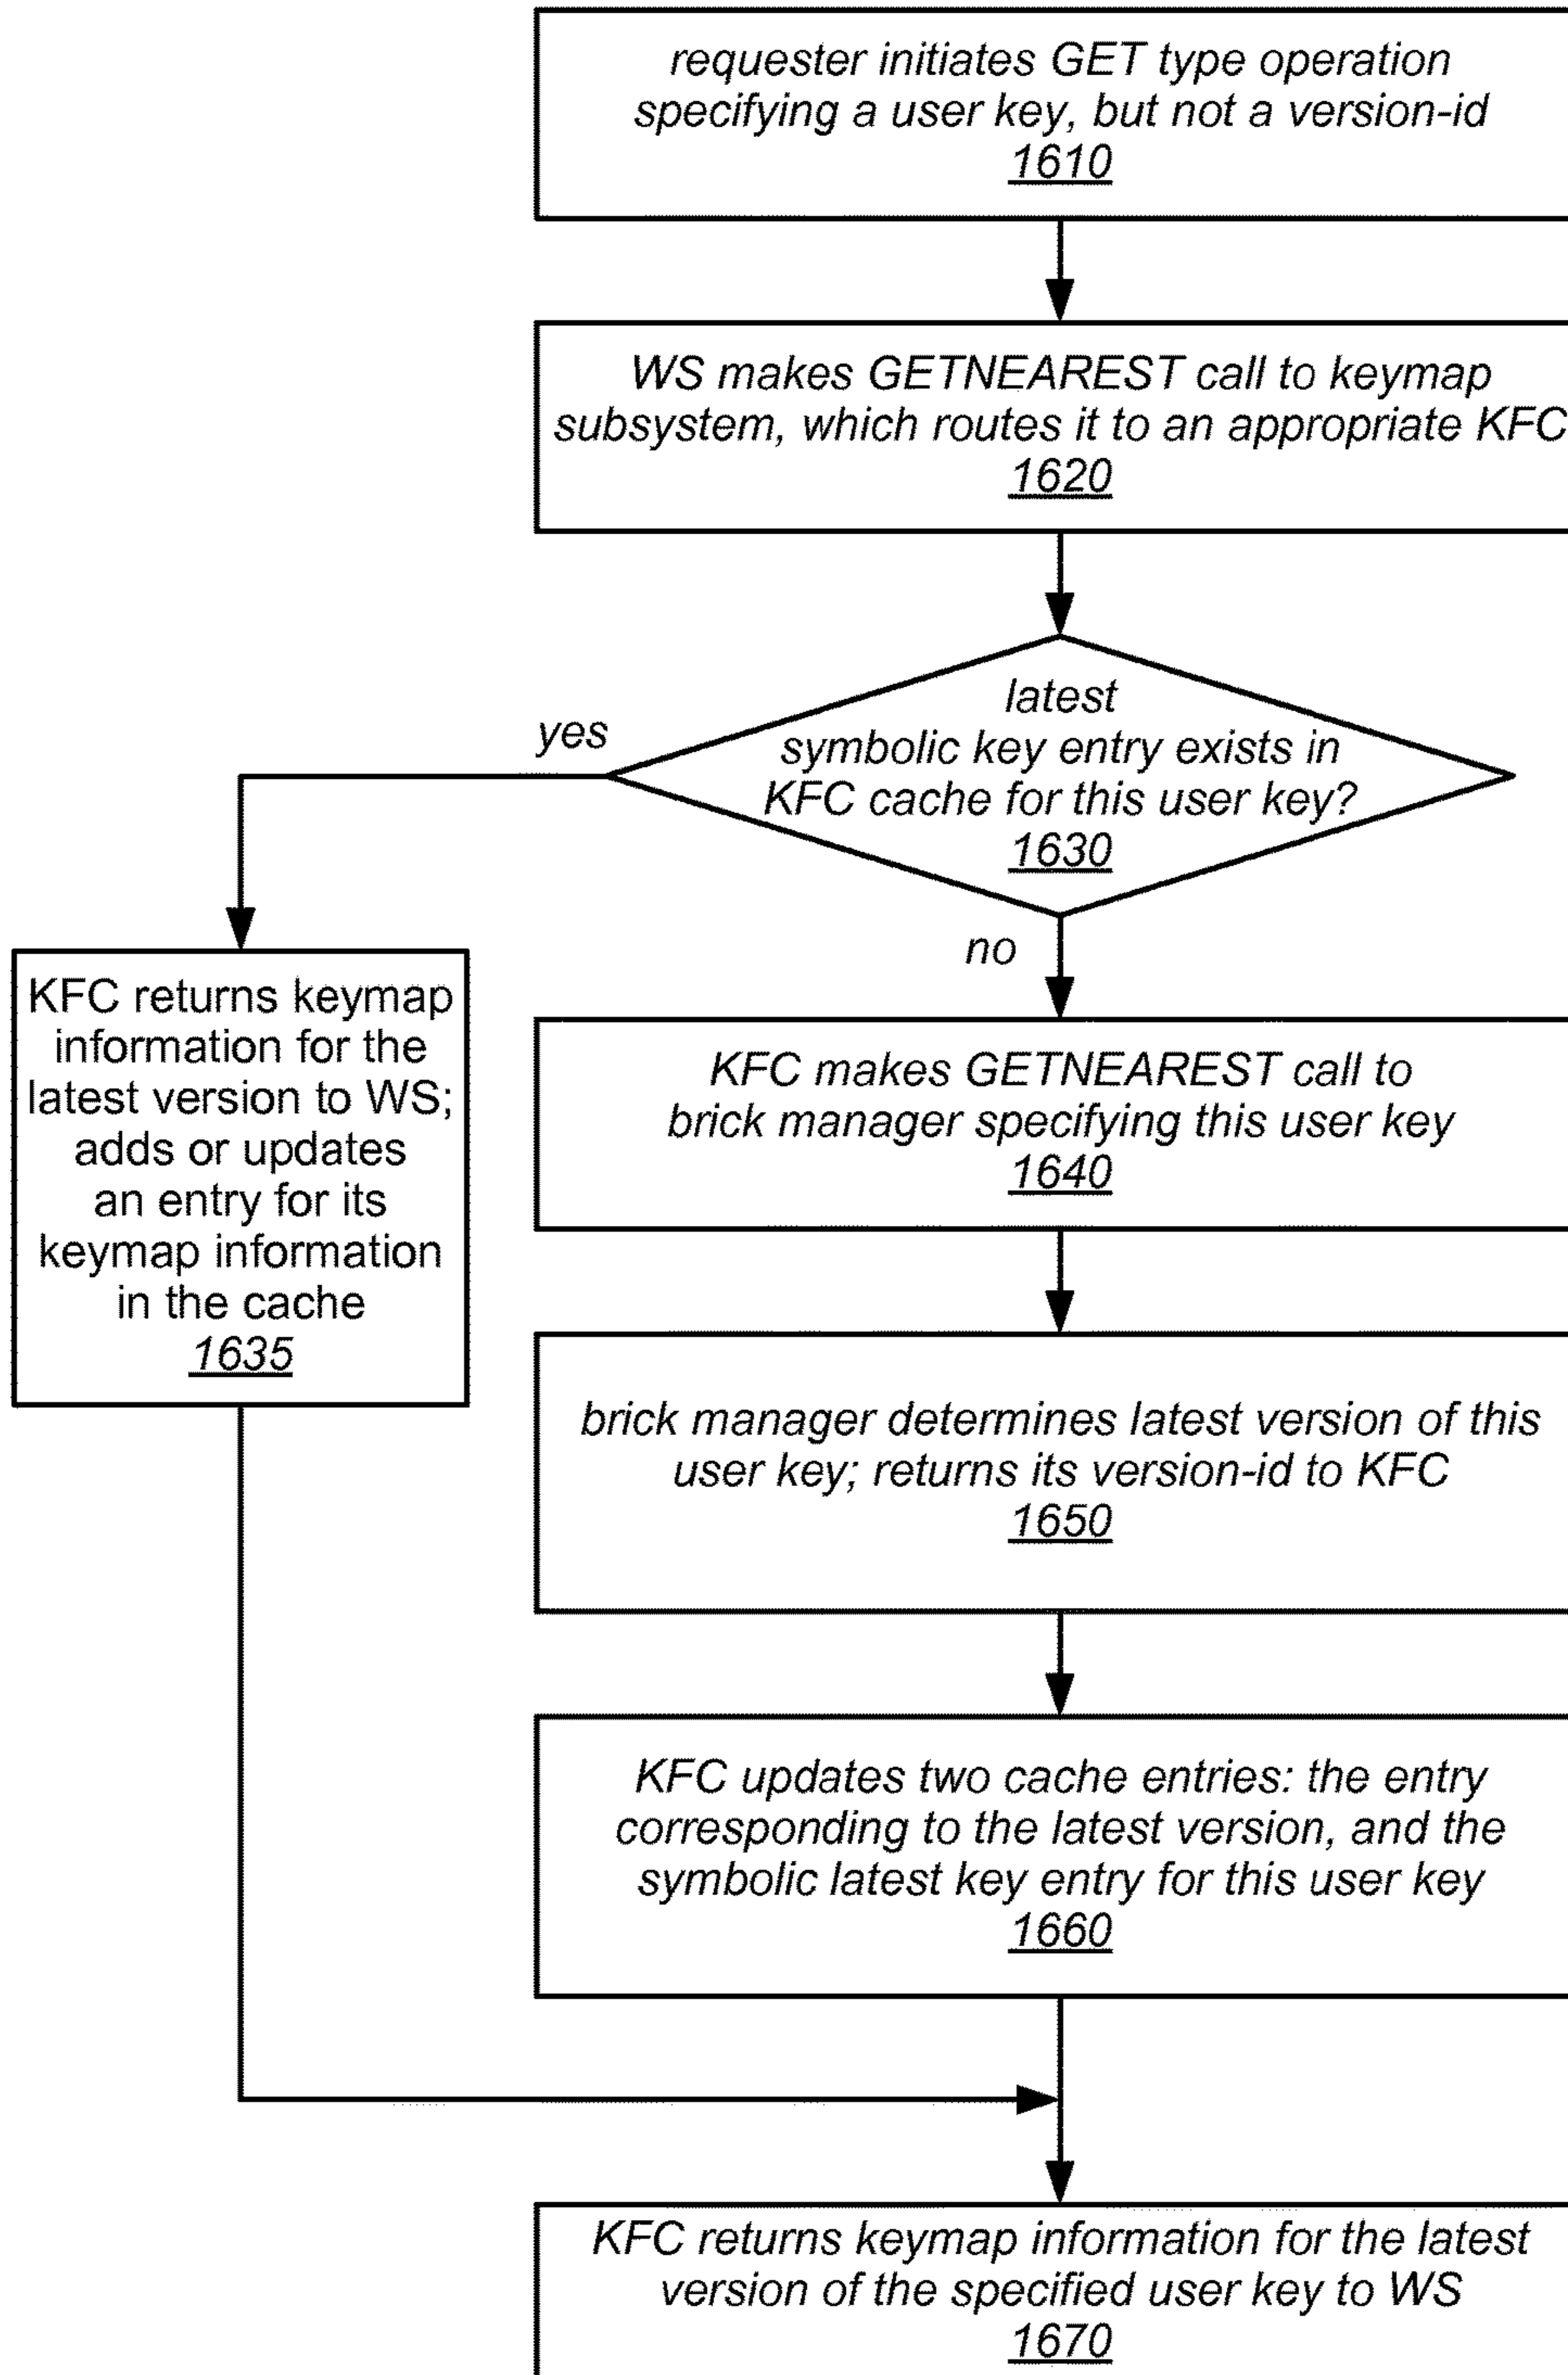 requester initiates GET type operation
specifying a user key, but not a version-id
1610
WS makes GETNEAREST call to keymap
subsystem, which routes it to an appropriate KFC
1620
latest
symbolic key entry exists in
KFC cache for this user key?
1630
yes
no
KFC returns keymap
information for the
latest version to WS;
adds or updates
an entry for its
keymap information
in the cache
1635
KFC makes GETNEAREST call to
brick manager specifying this user key
1640
brick manager determines latest version of this
user key; returns its version-id to KFC
1650
KFC updates two cache entries: the entry
corresponding to the latest version, and the
symbolic latest key entry for this user key
1660
KFC returns keymap information for the latest
version of the specified user key to WS
1670